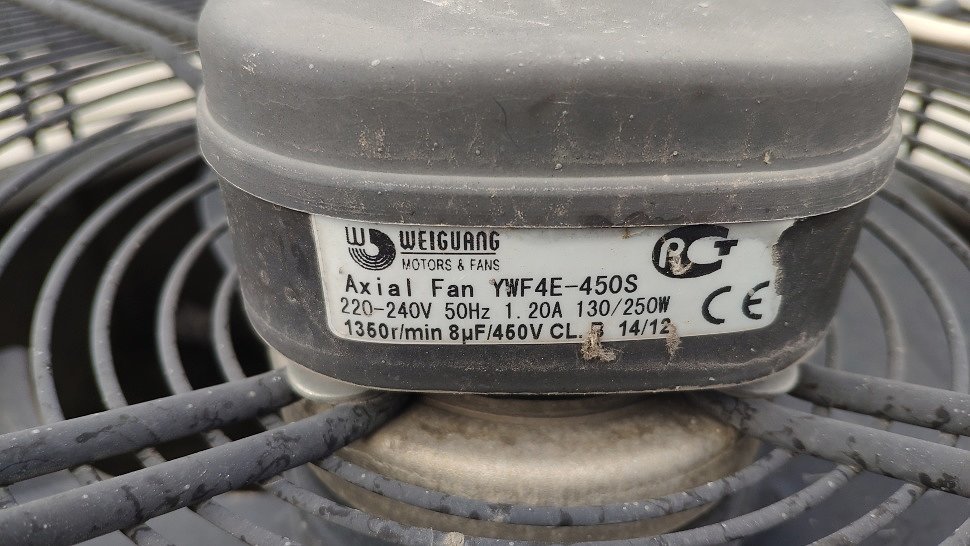 WEIGUANG
MOTORS & FANS
PCT
Axial Fan YWF4E-450S
220-240V 50Hz 1.20A 130/250W
1350r/min 8μF/450V CL. B 14/12
CE